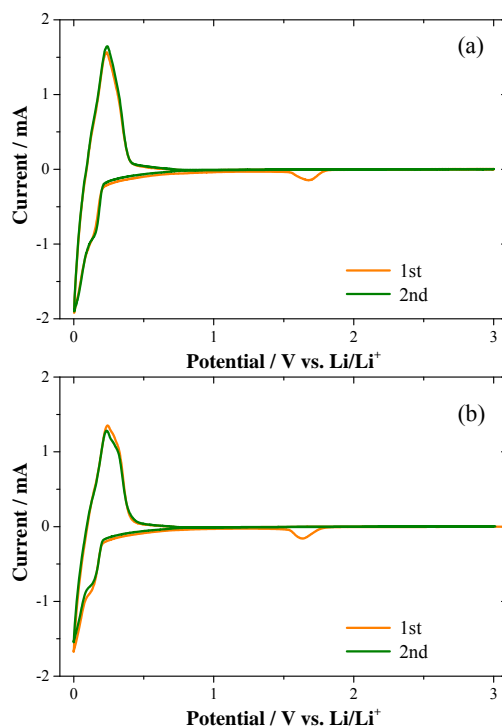 (a)
2
1
0
-1
-2
Current / mA
1st
2nd
0
1
2
3
Potential / V vs. Li/Li⁺
(b)
2
1
0
-1
-2
Current / mA
1st
2nd
0
1
2
3
Potential / V vs. Li/Li⁺